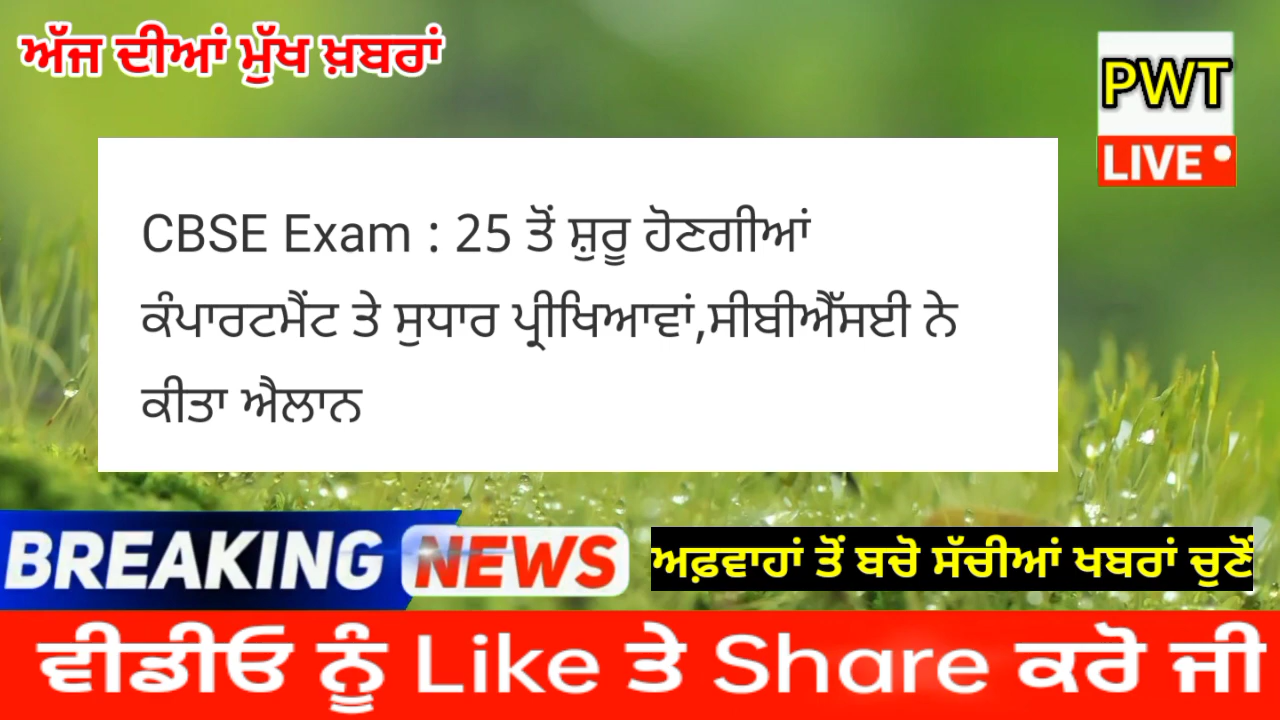 ਅੱਜ ਦੀਆਂ ਮੁੱਖ ਖ਼ਬਰਾਂ
PWT
LIVE
CBSE Exam : 25 ਤੋਂ ਸ਼ੁਰੂ ਹੋਣਗੀਆਂ
ਕੰਪਾਰਟਮੈਂਟ ਤੇ ਸੁਧਾਰ ਪ੍ਰੀਖਿਆਵਾਂ,ਸੀਬੀਐੱਸਈ ਨੇ
ਕੀਤਾ ਐਲਾਨ
BREAKING NEWS
ਅਫ਼ਵਾਹਾਂ ਤੋਂ ਬਚੋ ਸੱਚੀਆਂ ਖਬਰਾਂ ਚੁਣੋਂ
ਵੀਡੀਓ ਨੂੰ Like ਤੇ Share ਕਰੋ ਜੀ